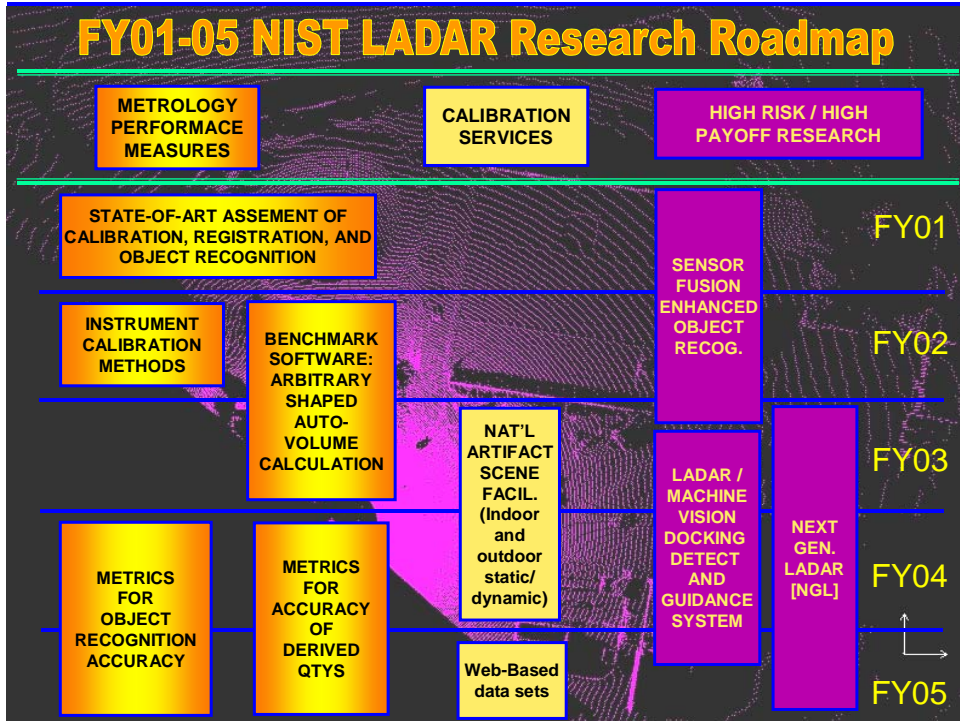 FY01-05 NIST LADAR Research Roadmap
METROLOGY
PERFORMACE
MEASURES
CALIBRATION
SERVICES
HIGH RISK / HIGH
PAYOFF RESEARCH
STATE-OF-ART ASSEMENT OF
CALIBRATION, REGISTRATION, AND
OBJECT RECOGNITION
SENSOR
FUSION
ENHANCED
OBJECT
RECOG.
FY01
INSTRUMENT
CALIBRATION
METHODS
BENCHMARK
SOFTWARE:
ARBITRARY
SHAPED
AUTO-
VOLUME
CALCULATION
FY02
NAT'L
ARTIFACT
SCENE
FACIL.
(Indoor
and
outdoor
static/
dynamic)
LADAR /
MACHINE
VISION
DOCKING
DETECT
AND
GUIDANCE
SYSTEM
NEXT
GEN.
LADAR
[NGL]
FY03
METRICS
FOR
OBJECT
RECOGNITION
ACCURACY
METRICS
FOR
ACCURACY
OF
DERIVED
QTYS
FY04
Web-Based
data sets
FY05